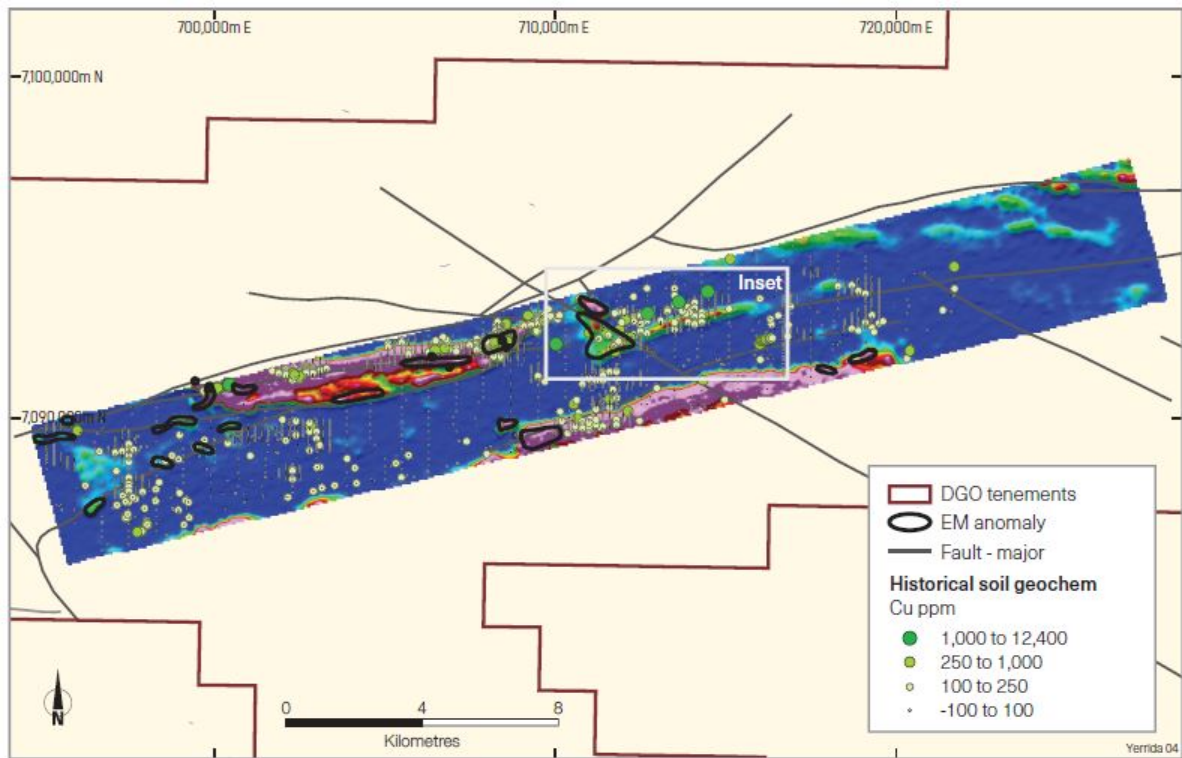 700,000m E
710,000m E
720,000m E
7,100,000m N
Inset
7,090,000m N
DGO tenements
EM anomaly
Fault - major
Historical soil geochem
Cu ppm
1,000 to 12,400
250 to 1,000
100 to 250
-100 to 100
N
0 4 8
Kilometres
Yerrida 04